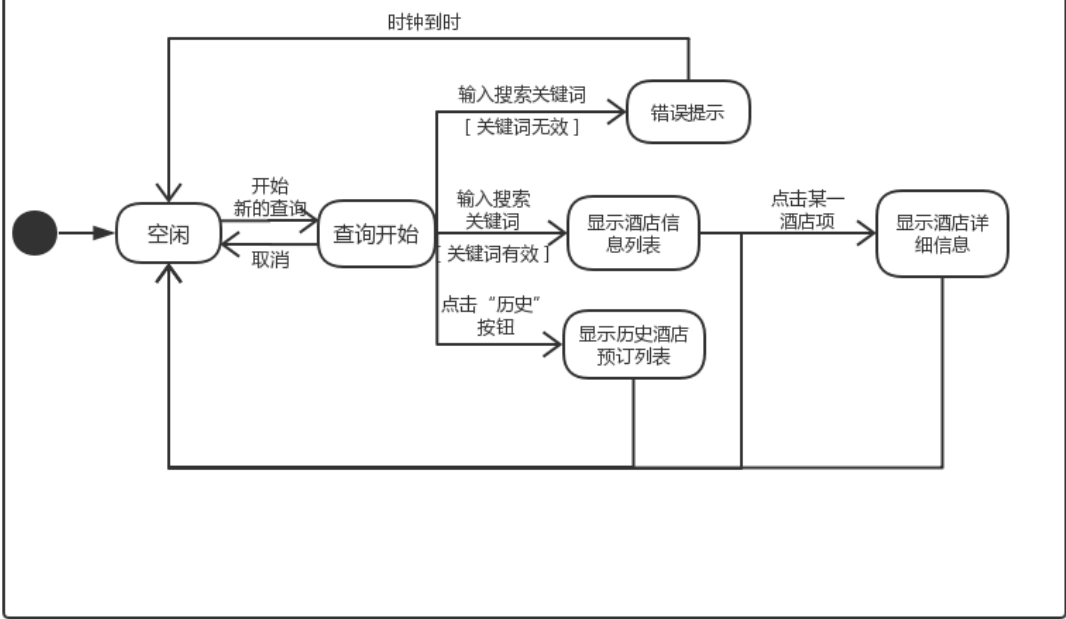 时钟到时
输入搜索关键词
[ 关键词无效 ]
错误提示
开始
新的查询
空闲
查询开始
取消
输入搜索
关键词
[ 关键词有效 ]
显示酒店信
息列表
点击某一
酒店项
显示酒店详
细信息
点击“历史”
按钮
显示历史酒店
预订列表